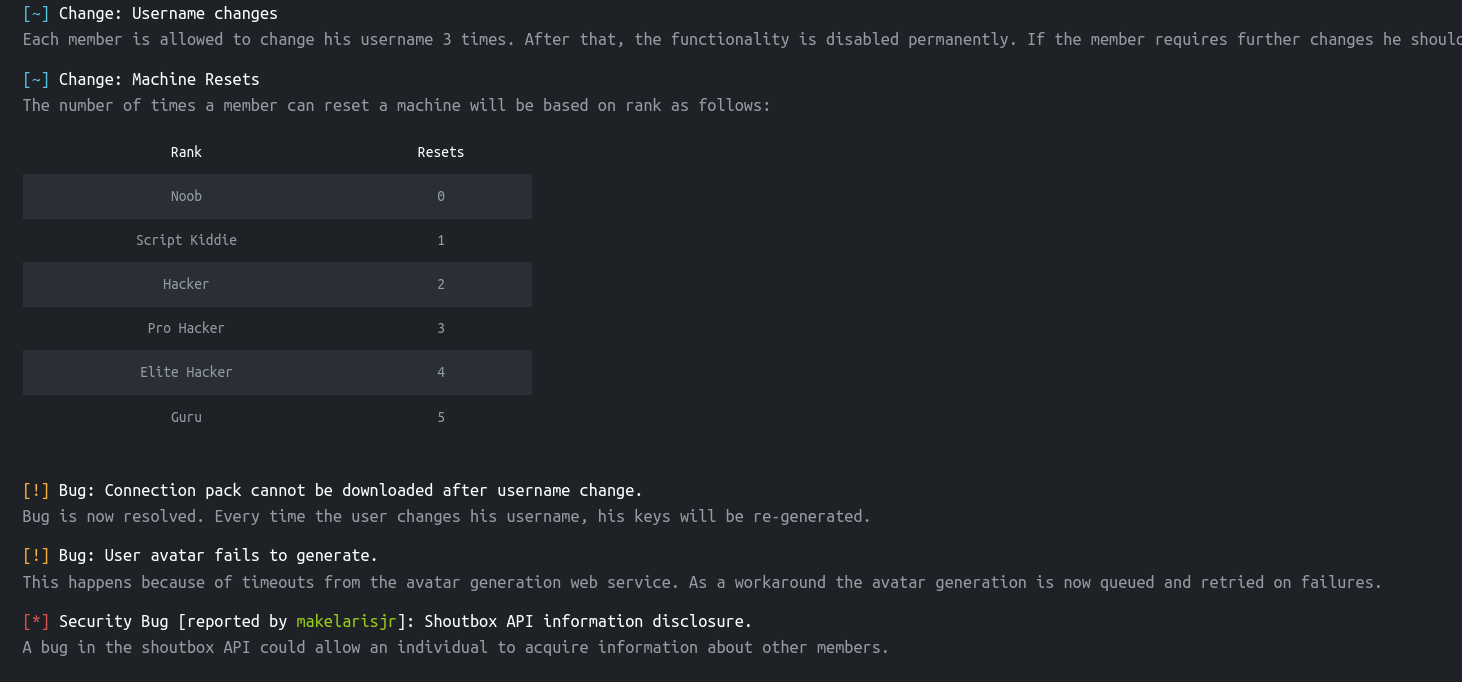 [~] Change: Username changes
Each member is allowed to change his username 3 times. After that, the functionality is disabled permanently. If the member requires further changes he
[~] Change: Machine Resets
The number of times a member can reset a machine will be based on rank as follows:
Rank Resets
Noob 0
Script Kiddie 1
Hacker 2
Pro Hacker 3
Elite Hacker 4
Guru 5
[!] Bug: Connection pack cannot be downloaded after username change.
Bug is now resolved. Every time the user changes his username, his keys will be re-generated.
[!] Bug: User avatar fails to generate.
This happens because of timeouts from the avatar generation web service. As a workaround the avatar generation is now queued and retried on failures.
[*] Security Bug [reported by makelarisjr]: Shoutbox API information disclosure.
A bug in the shoutbox API could allow an individual to acquire information about other members.